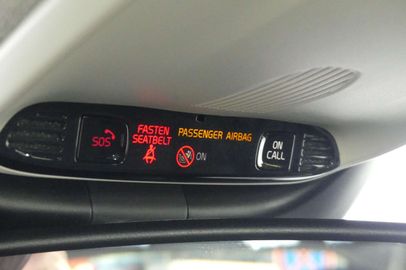 SOS
FASTEN
SEATBELT
PASSENGER AIRBAG
ON
ON
CALL